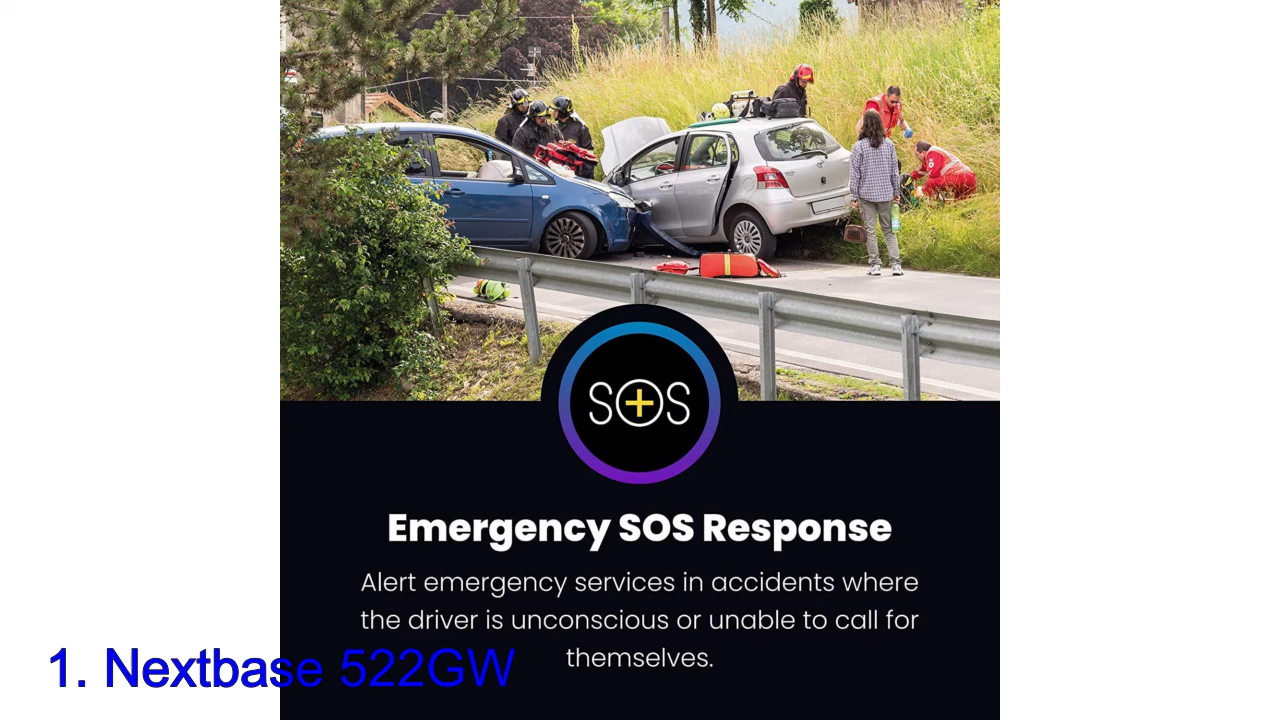 SOS
Emergency SOS Response
Alert emergency services in accidents where
the driver is unconscious or unable to call for
themselves.
1. Nextbase 522GW